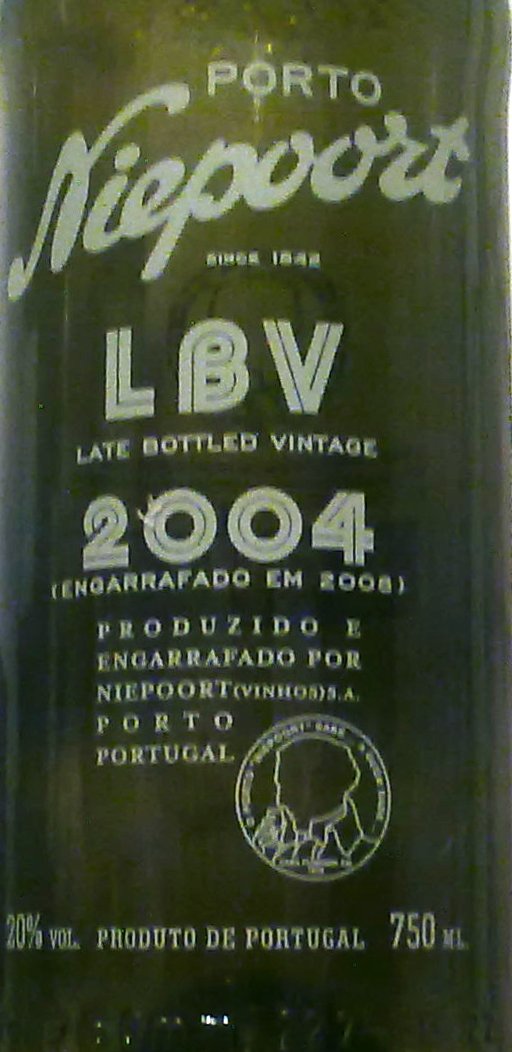 PORTO
Niepoort
SINCE 1842
LBV
LATE BOTTLED VINTAGE
2004
(ENGARRAFADO EM 2008)
PRODUZIDO E
ENGARRAFADO POR
NIEPOORT(VINHOS)S.A.
PORTO
PORTUGAL
20% VOL. PRODUTO DE PORTUGAL 750 ML